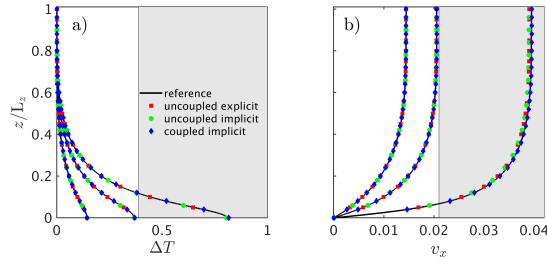 a)
1
0.8
0.6
0.4
0.2
0
z/L_z
reference
uncoupled explicit
uncoupled implicit
coupled implicit
0 0.5 1
ΔT
b)
0 0.01 0.02 0.03 0.04
v_x